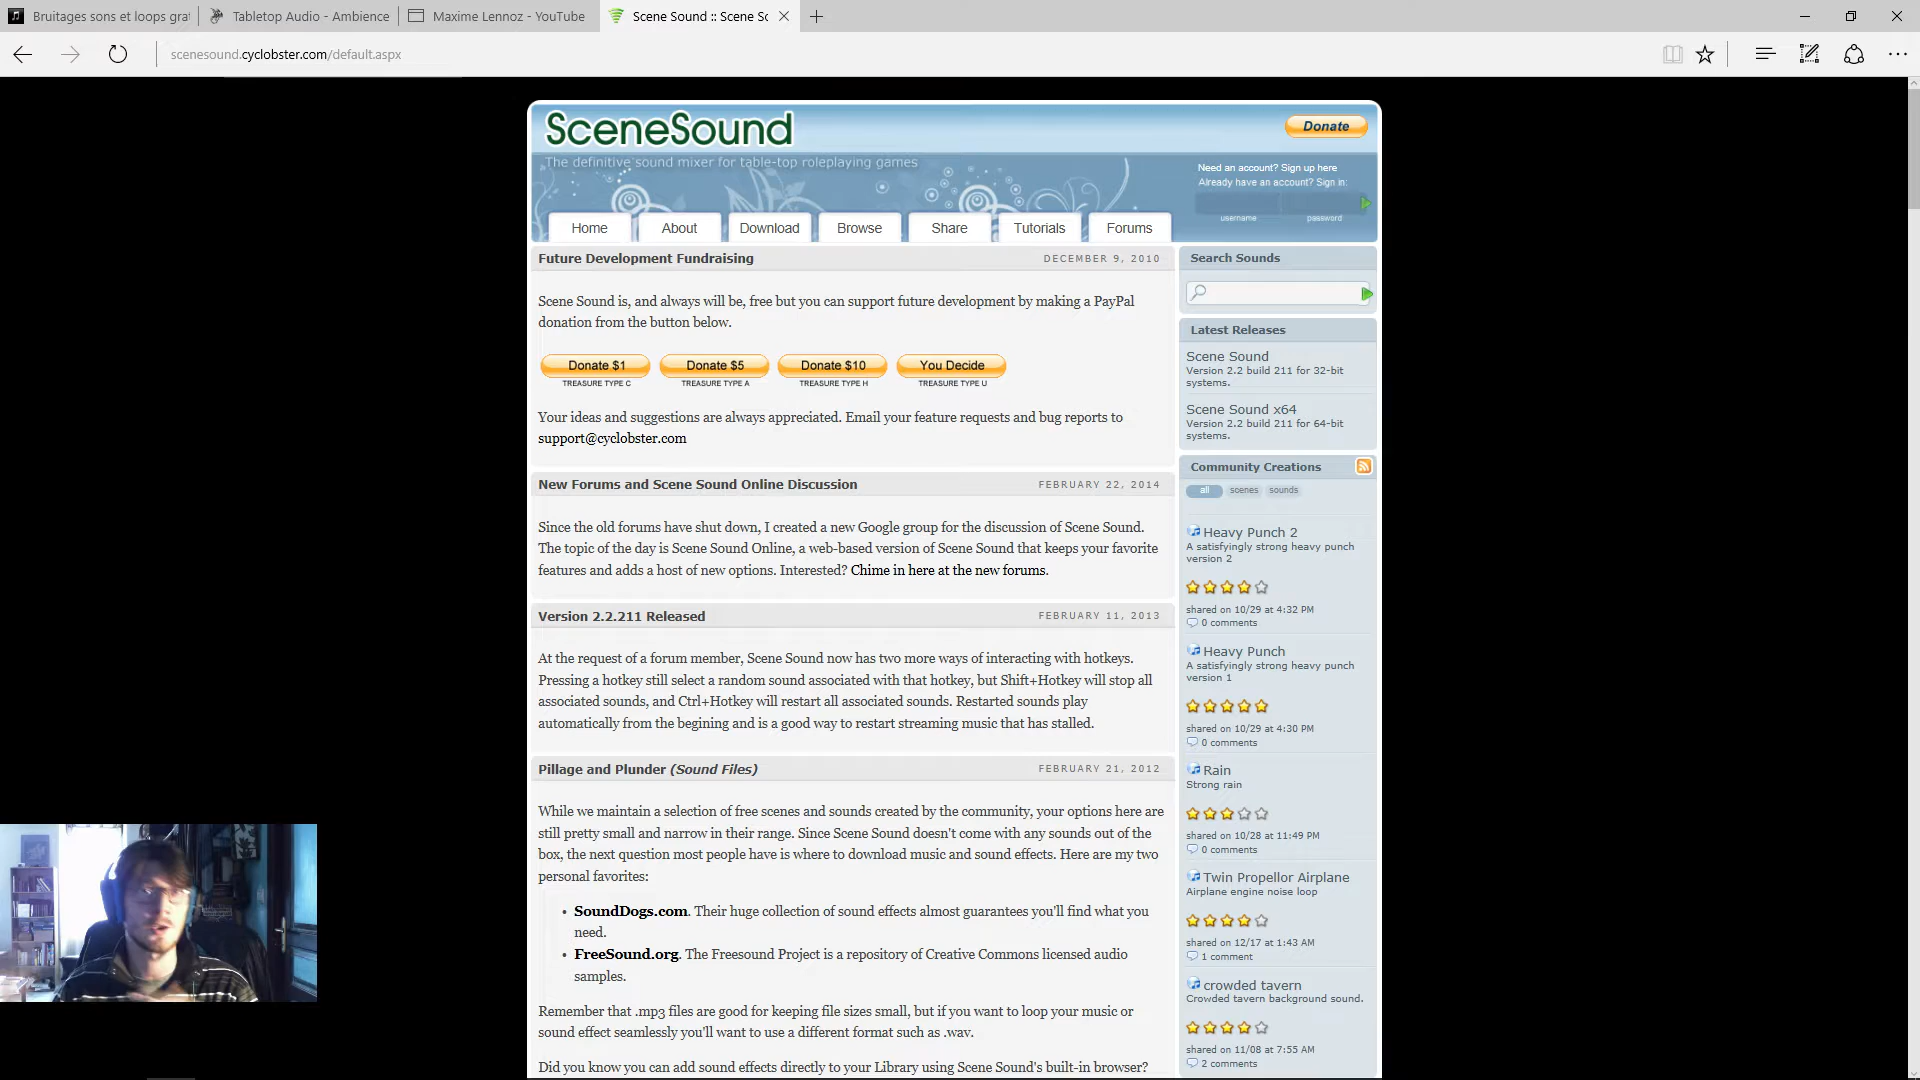 Bruitages sons et loops gra
Tabletop Audio - Ambience
Maxime Lennoz - YouTube
Scene Sound :: Scene Sc
scenesound.cyclobster.com/default.aspx
SceneSound
The definitive sound mixer for table-top roleplaying games
Donate
Need an account? Sign up here
Already have an account? Sign in:
username password
Home
About
Download
Browse
Share
Tutorials
Forums
Future Development Fundraising
DECEMBER 9, 2010
Scene Sound is, and always will be, free but you can support future development by making a PayPal
donation from the button below.
Donate $1
Donate $5
Donate $10
You Decide
TREASURE TYPE C
TREASURE TYPE A
TREASURE TYPE H
TREASURE TYPE U
Your ideas and suggestions are always appreciated. Email your feature requests and bug reports to
support@cyclobster.com
New Forums and Scene Sound Online Discussion
FEBRUARY 22, 2014
Since the old forums have shut down, I created a new Google group for the discussion of Scene Sound.
The topic of the day is Scene Sound Online, a web-based version of Scene Sound that keeps your favorite
features and adds a host of new options. Interested? Chime in here at the new forums.
Version 2.2.211 Released
FEBRUARY 11, 2013
At the request of a forum member, Scene Sound now has two more ways of interacting with hotkeys.
Pressing a hotkey still select a random sound associated with that hotkey, but Shift+Hotkey will stop all
associated sounds, and Ctrl+Hotkey will restart all associated sounds. Restarted sounds play
automatically from the begining and is a good way to restart streaming music that has stalled.
Pillage and Plunder (Sound Files)
FEBRUARY 21, 2012
While we maintain a selection of free scenes and sounds created by the community, your options here are
still pretty small and narrow in their range. Since Scene Sound doesn't come with any sounds out of the
box, the next question most people have is where to download music and sound effects. Here are my two
personal favorites:
• SoundDogs.com. Their huge collection of sound effects almost guarantees you'll find what you
need.
• FreeSound.org. The Freesound Project is a repository of Creative Commons licensed audio
samples.
Remember that .mp3 files are good for keeping file sizes small, but if you want to loop your music or
sound effect seamlessly you'll want to use a different format such as .wav.
Did you know you can add sound effects directly to your Library using Scene Sound's built-in browser?
Search Sounds
Latest Releases
Scene Sound
Version 2.2 build 211 for 32-bit
systems.
Scene Sound x64
Version 2.2 build 211 for 64-bit
systems.
Community Creations
all scenes sounds
Heavy Punch 2
A satisfyingly strong heavy punch
version 2
shared on 10/29 at 4:32 PM
0 comments
Heavy Punch
A satisfyingly strong heavy punch
version 1
shared on 10/29 at 4:30 PM
0 comments
Rain
Strong rain
shared on 10/28 at 11:49 PM
0 comments
Twin Propellor Airplane
Airplane engine noise loop
shared on 12/17 at 1:43 AM
1 comment
crowded tavern
Crowded tavern background sound.
shared on 11/08 at 7:55 AM
2 comments